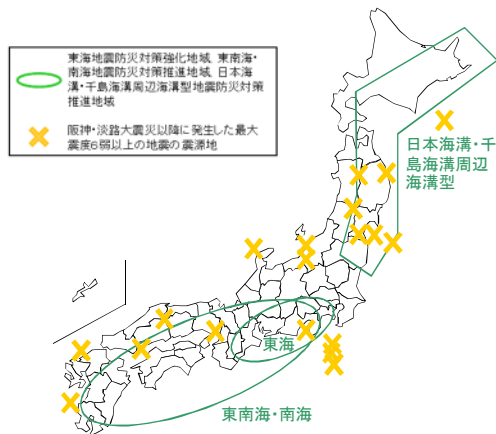 東海地震防災対策強化地域、東南海・
南海地震防災対策推進地域、日本海
溝・千島海溝周辺海溝型地震防災対策
推進地域
阪神・淡路大震災以降に発生した最大
震度6弱以上の地震の震源地
日本海溝・千
島海溝周辺
海溝型
東海
東南海・南海